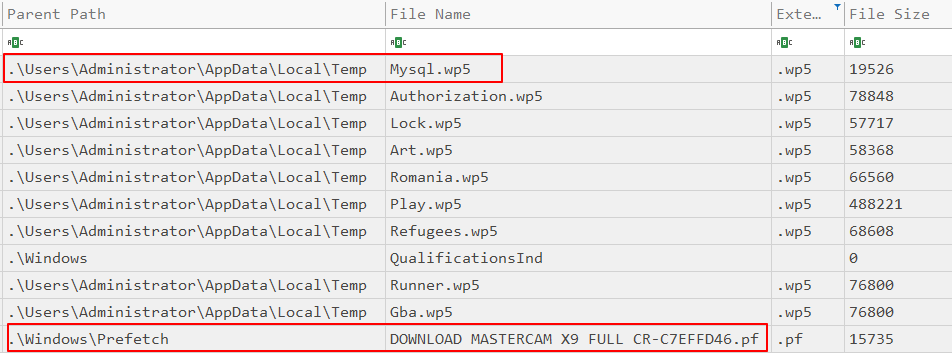 Parent Path File Name Exte… File Size
ABC ABC ABC ABC
.\Users\Administrator\AppData\Local\Temp Mysql.wp5 .wp5 19526
.\Users\Administrator\AppData\Local\Temp Authorization.wp5 .wp5 78848
.\Users\Administrator\AppData\Local\Temp Lock.wp5 .wp5 57717
.\Users\Administrator\AppData\Local\Temp Art.wp5 .wp5 58368
.\Users\Administrator\AppData\Local\Temp Romania.wp5 .wp5 66560
.\Users\Administrator\AppData\Local\Temp Play.wp5 .wp5 488221
.\Users\Administrator\AppData\Local\Temp Refugees.wp5 .wp5 68608
.\Windows QualificationsInd 0
.\Users\Administrator\AppData\Local\Temp Runner.wp5 .wp5 76800
.\Users\Administrator\AppData\Local\Temp Gba.wp5 .wp5 76800
.\Windows\Prefetch DOWNLOAD MASTERCAM X9 FULL CR-C7EFFD46.pf .pf 15735